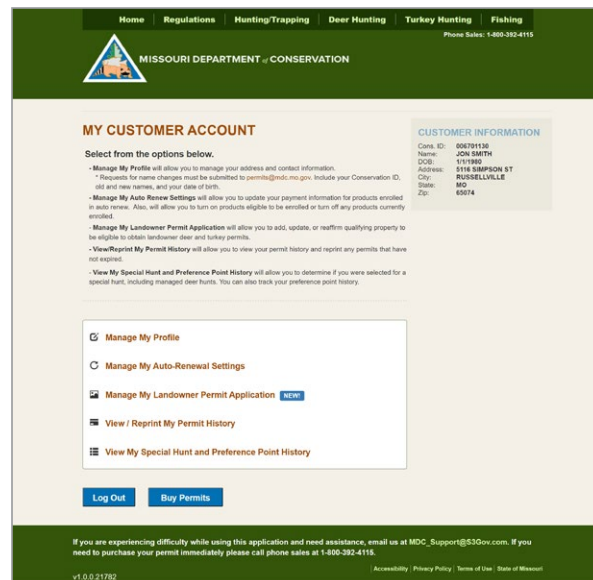 Home Regulations Hunting/Trapping Deer Hunting Turkey Hunting Fishing
Phone Sales: 1-800-392-4115
MISSOURI DEPARTMENT of CONSERVATION
MY CUSTOMER ACCOUNT
Select from the options below.
- Manage My Profile will allow you to manage your address and contact information.
* Requests for name changes must be submitted to permits@mdc.mo.gov. Include your Conservation ID,
old and new names, and your date of birth.
- Manage My Auto Renew Settings will allow you to update your payment information for products enrolled
in auto renew. Also, will allow you to turn on products eligible to be enrolled or turn off any products currently
enrolled.
- Manage My Landowner Permit Application will allow you to add, update, or reaffirm qualifying property to
be eligible to obtain landowner deer and turkey permits.
- View/Reprint My Permit History will allow you to view your permit history and reprint any permits that have
not expired.
- View My Special Hunt and Preference Point History will allow you to determine if you were selected for a
special hunt, including managed deer hunts. You can also track your preference point history.
CUSTOMER INFORMATION
Cons. ID: 006701130
Name: JON SMITH
DOB: 1/1/1980
Address: 5116 SIMPSON ST
City: RUSSELLVILLE
State: MO
Zip: 65074
Manage My Profile
Manage My Auto-Renewal Settings
Manage My Landowner Permit Application NEW!
View / Reprint My Permit History
View My Special Hunt and Preference Point History
Log Out Buy Permits
If you are experiencing difficulty while using this application and need assistance, email us at MDC_Support@S3Gov.com. If you
need to purchase your permit immediately please call phone sales at 1-800-392-4115.
| Accessibility | Privacy Policy | Terms of Use | State of Missouri
v1.0.0.21782